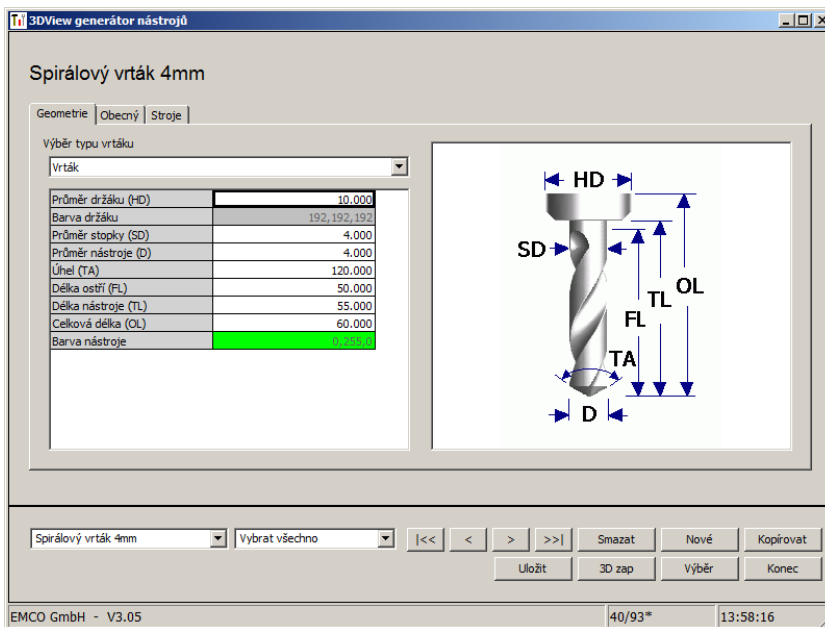 3DView generátor nástrojů
Spirálový vrták 4mm
Geometrie Obecný Stroje
Výběr typu vrtáku
Vrták
Průměr držáku (HD) 10.000
Barva držáku 192,192,192
Průměr stopky (SD) 4.000
Průměr nástroje (D) 4.000
Úhel (TA) 120.000
Délka ostří (FL) 50.000
Délka nástroje (TL) 55.000
Celková délka (OL) 60.000
Barva nástroje 0,255,0
HD
SD
OL
TL
FL
TA
D
Spirálový vrták 4mm Vybrat všechno |<< < > >>| Smazat Nové Kopírovat
Uložit 3D zap Výběr Konec
EMCO GmbH - V3.05 40/93* 13:58:16